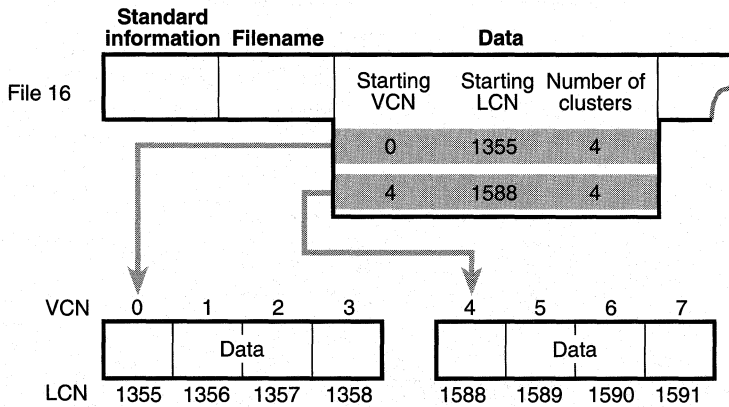 Standard
information Filename Data
File 16
Starting Starting Number of
VCN LCN clusters
0 1355 4
4 1588 4
VCN 0 1 2 3 4 5 6 7
Data Data
LCN 1355 1356 1357 1358 1588 1589 1590 1591